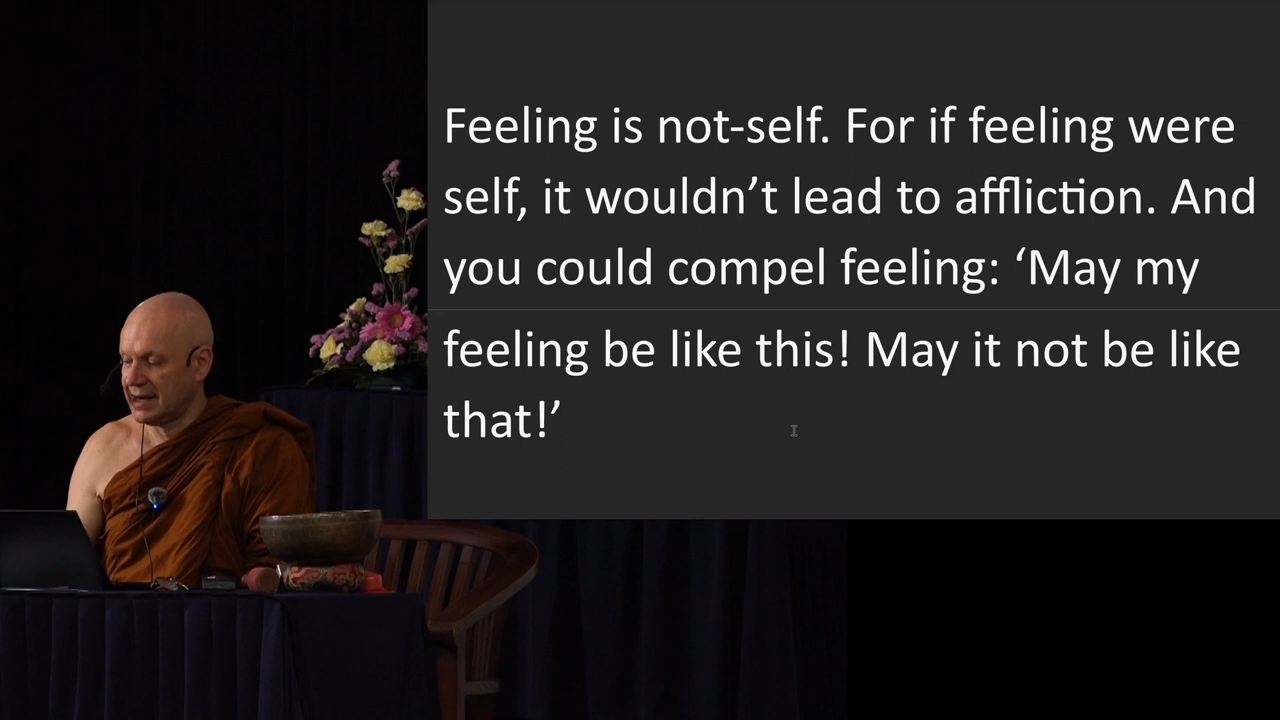 Feeling is not-self. For if feeling were
self, it wouldn’t lead to affliction. And
you could compel feeling: ‘May my
feeling be like this! May it not be like
that!’